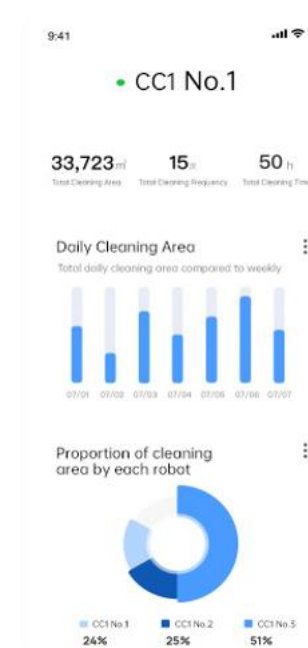 9:41
CC1 No.1
33,723 ㎡ 15 50 h
Total Cleaning Area Total Cleaning Frequency Total Cleaning Time
Daily Cleaning Area
Total daily cleaning area compared to weekly
07/01 07/02 07/03 07/04 07/05 07/06 07/07
Proportion of cleaning
area by each robot
CC1 No.1 CC1 No.2 CC1 No.3
24% 25% 51%